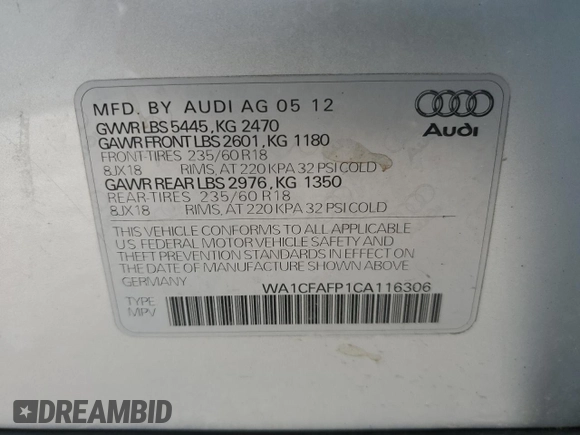 MFD. BY AUDI AG 05 12
GVWR LBS 5445, KG 2470
GAWR FRONT LBS 2601, KG 1180
FRONT-TIRES 235/60 R18
8JX18 RIMS, AT 220 KPA 32 PSI COLD
GAWR REAR LBS 2976, KG 1350
REAR-TIRES 235/60 R18
8JX18 RIMS, AT 220 KPA 32 PSI COLD
THIS VEHICLE CONFORMS TO ALL APPLICABLE
US FEDERAL MOTOR VEHICLE SAFETY AND
THEFT PREVENTION STANDARDS IN EFFECT ON
THE DATE OF MANUFACTURE SHOWN ABOVE.
GERMANY WA1CFAFP1CA116306
TYPE
MPV
Audi
DREAMBID